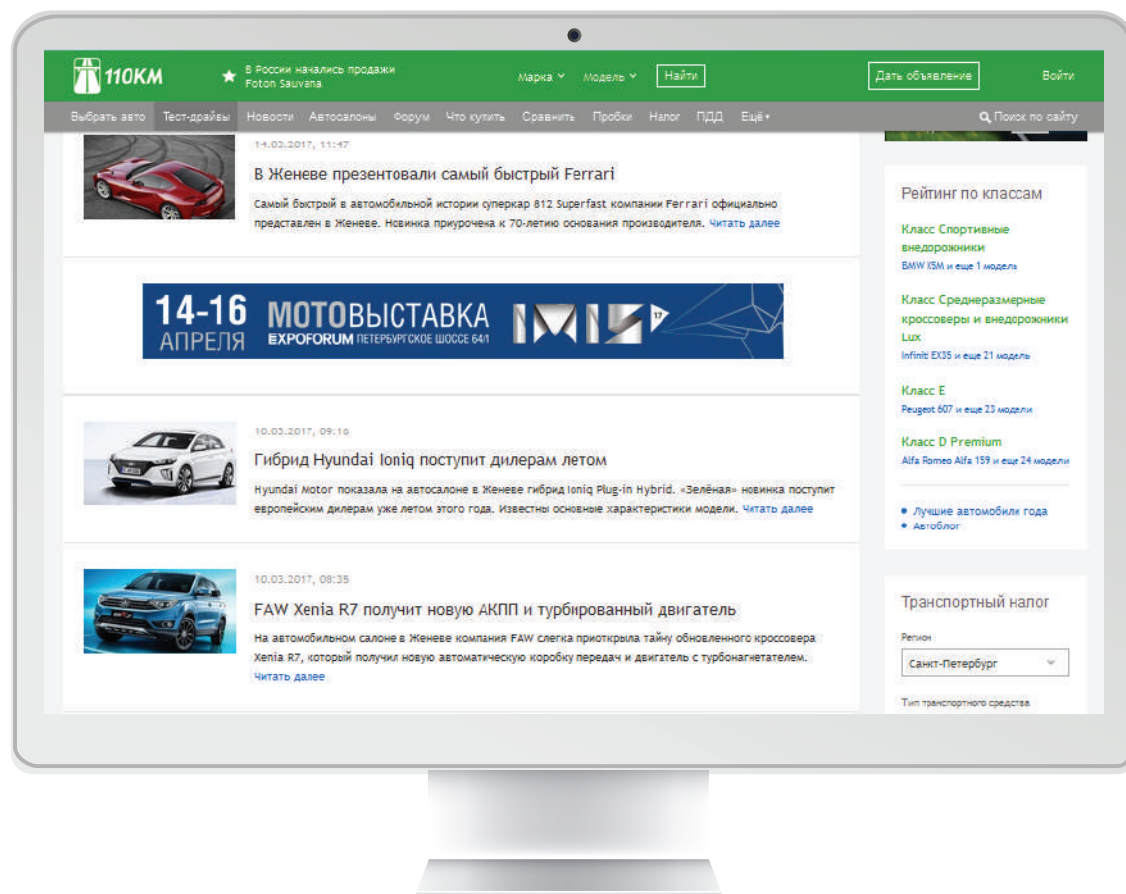 110КМ
В России начались продажи
Foton Sauvana
Марка
Модель
Найти
Дать объявление
Войти
Выбрать авто Тест-драйвы Новости Автосалоны Форум Что купить Сравнить Пробки Налог ПДД Ещё
Поиск по сайту
14.03.2017, 11:47
В Женеве презентовали самый быстрый Ferrari
Самый быстрый в автомобильной истории суперкар 812 Superfast компании Ferrari официально
представлен в Женеве. Новинка приурочена к 70-летию основания производителя. Читать далее
14-16
АПРЕЛЯ
МОТОВЫСТАВКА
EXPOFORUM ПЕТЕРБУРГСКОЕ ШОССЕ 64/1
IMIS
17
10.03.2017, 09:16
Гибрид Hyundai Ioniq поступит дилерам летом
Hyundai Motor показала на автосалоне в Женеве гибрид Ioniq Plug-in Hybrid. «Зелёная» новинка поступит
европейским дилерам уже летом этого года. Известны основные характеристики модели. Читать далее
10.03.2017, 08:35
FAW Xenia R7 получит новую АКПП и турбированный двигатель
На автомобильном салоне в Женеве компания FAW слегка приоткрыла тайну обновленного кроссовера
Xenia R7, который получил новую автоматическую коробку передач и двигатель с турбонагнетателем.
Читать далее
Рейтинг по классам
Класс Спортивные
внедорожники
BMW X5M и еще 1 модель
Класс Среднеразмерные
кроссоверы и внедорожники
Lux
Infiniti EX35 и еще 21 модель
Класс E
Peugeot 607 и еще 23 модели
Класс D Premium
Alfa Romeo Alfa 159 и еще 24 модели
Лучшие автомобили года
Автоблог
Транспортный налог
Регион
Санкт-Петербург
Тип транспортного средства